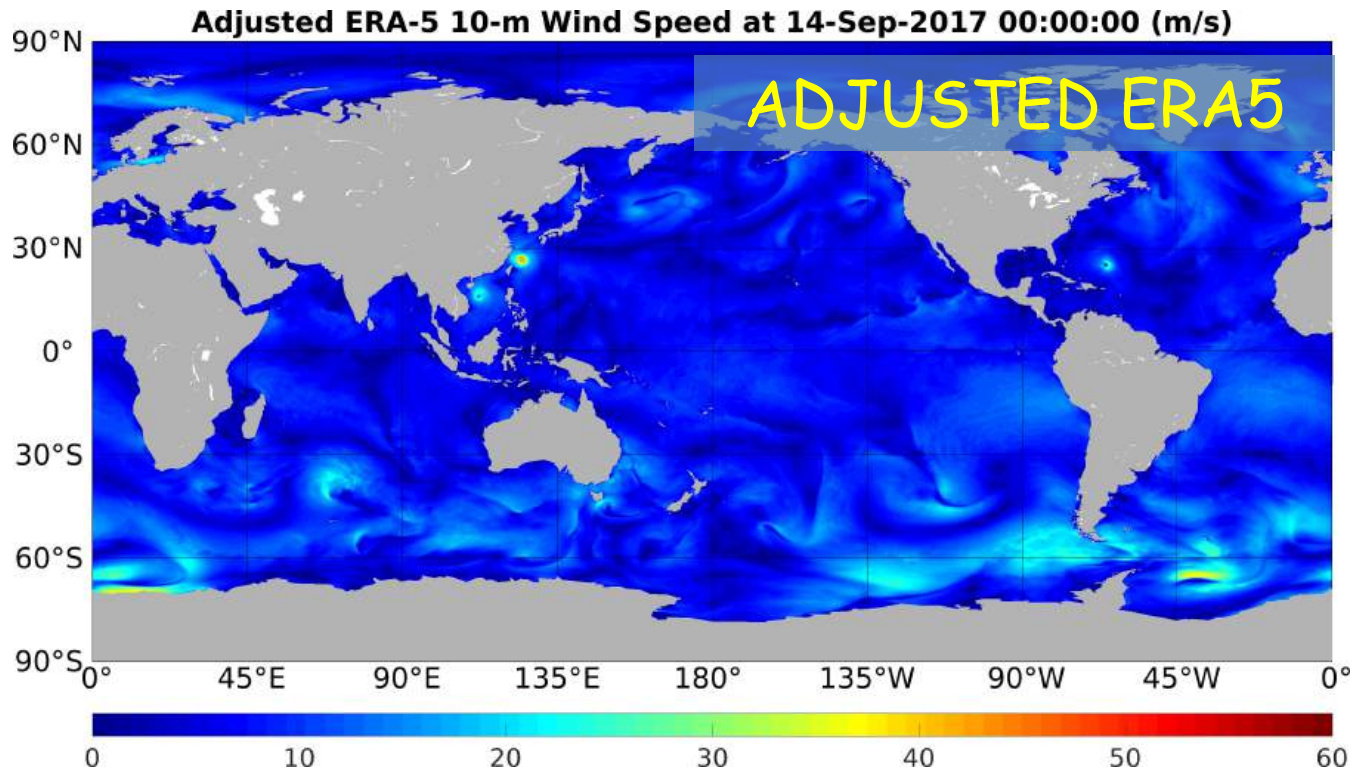 Adjusted ERA-5 10-m Wind Speed at 14-Sep-2017 00:00:00 (m/s)
ADJUSTED ERA5
90°N
60°N
30°N
0°
30°S
60°S
90°S
0° 45°E 90°E 135°E 180° 135°W 90°W 45°W 0°
0 10 20 30 40 50 60